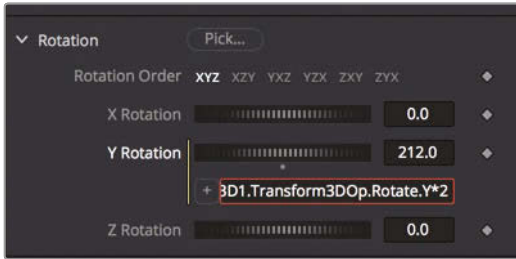 Rotation Pick...
Rotation Order XYZ XZY YXZ YZX ZXY ZYX
X Rotation 0.0
Y Rotation 212.0
+ 3D1.Transform3DOp.Rotate.Y*2
Z Rotation 0.0